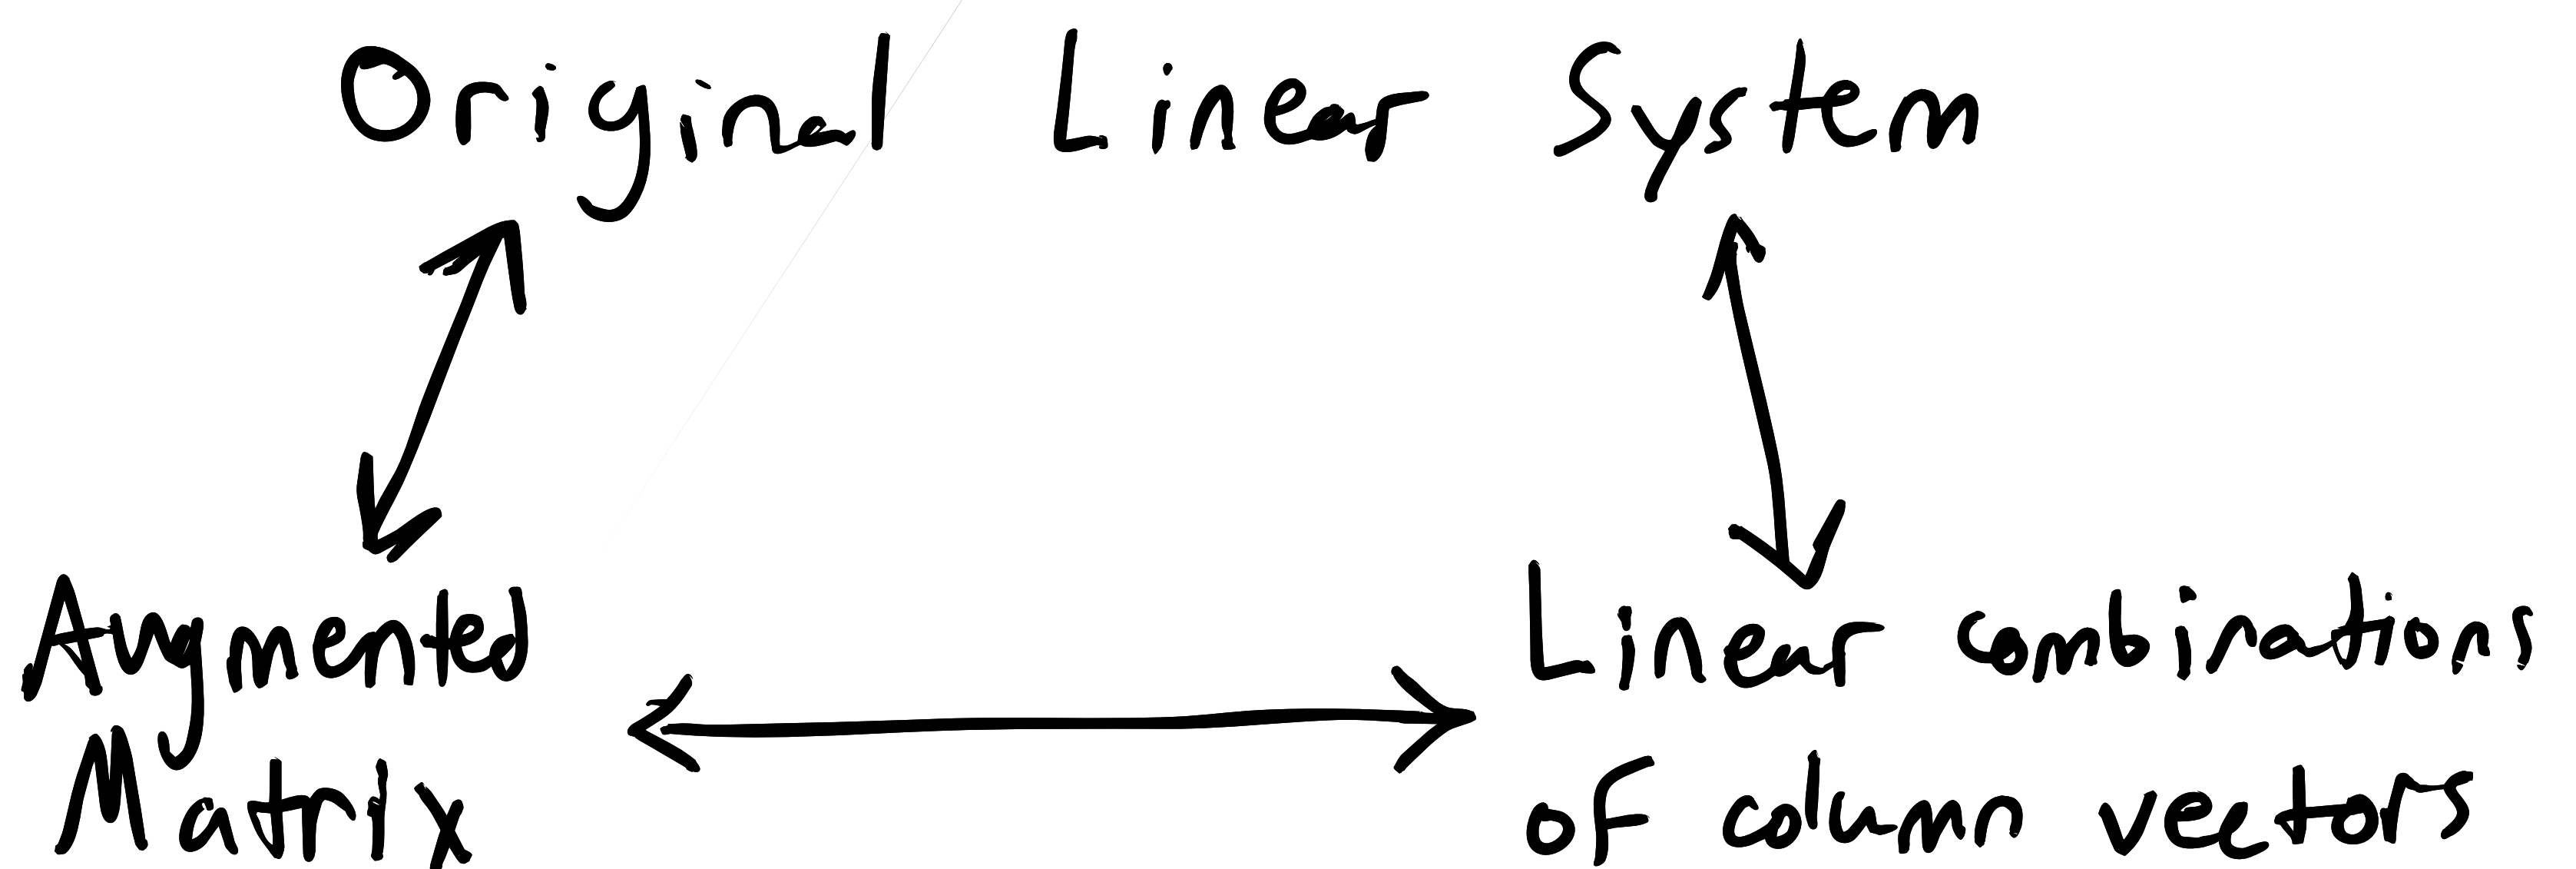 Original Linear System
Augmented
Matrix
Linear combinations
of column vectors